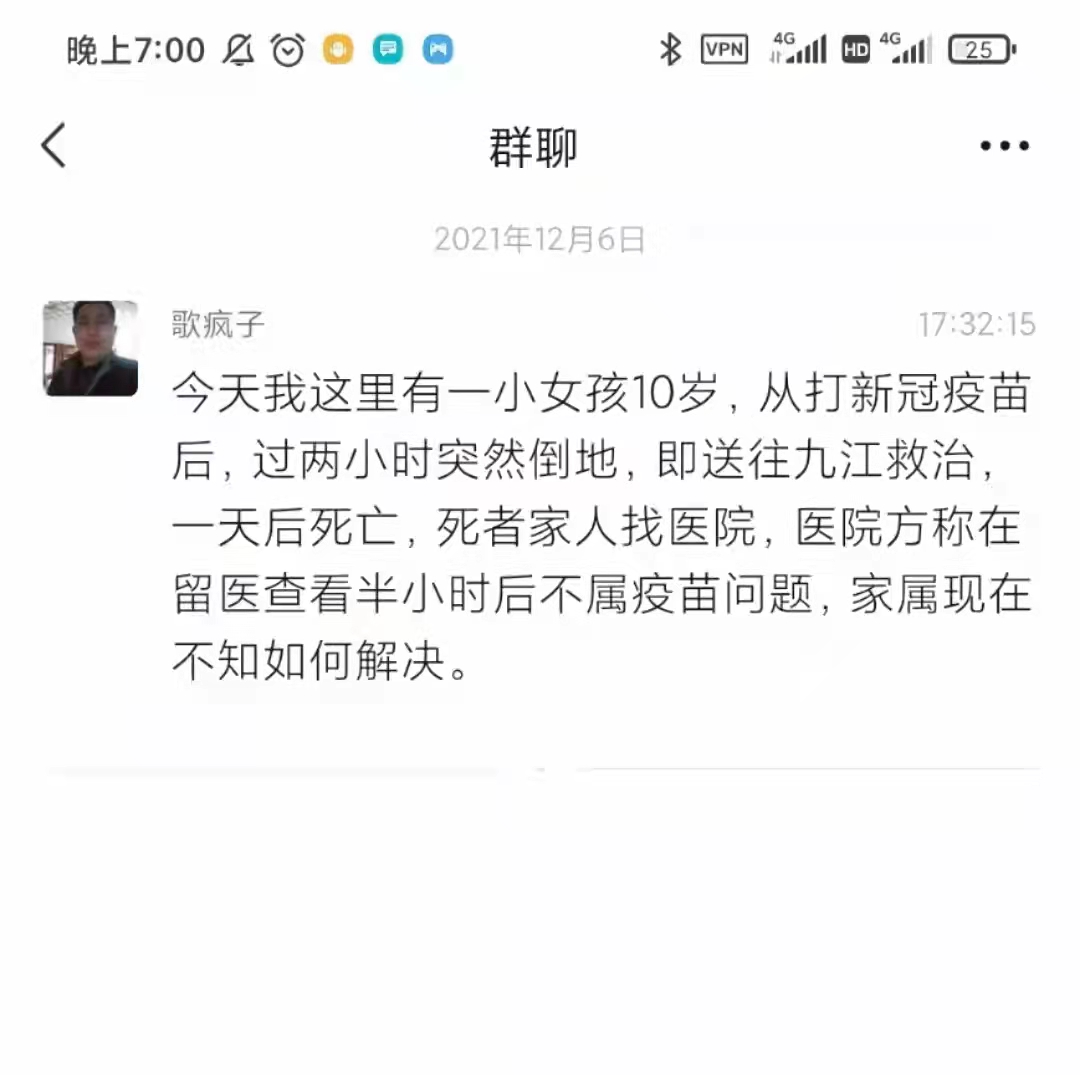 晚上7:00 VPN 4G HD 4G 25
群聊
2021年12月6日
歌疯子 17:32:15
今天我这里有一小女孩10岁，从打新冠疫苗
后，过两小时突然倒地，即送往九江救治，
一天后死亡，死者家人找医院，医院方称在
留医查看半小时后不属疫苗问题，家属现在
不知如何解决。